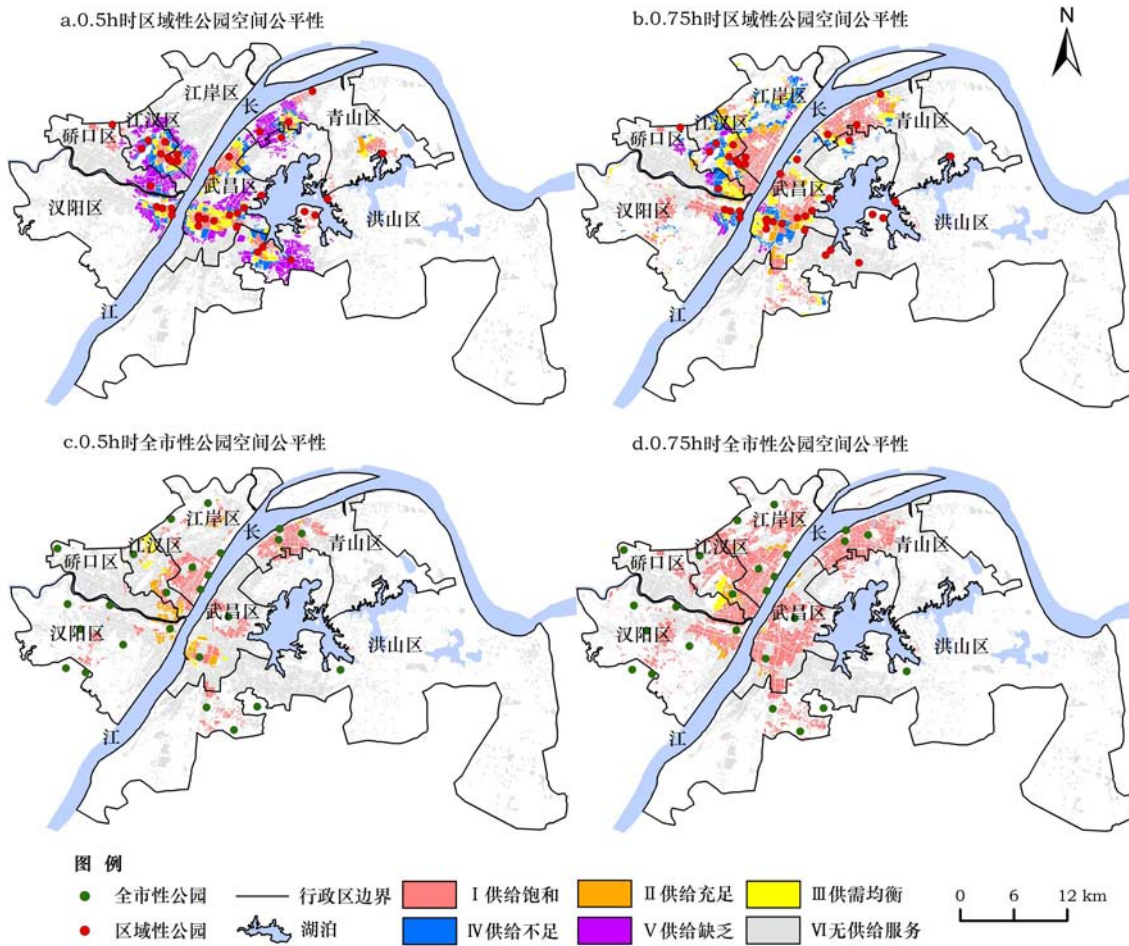 a.0.5h时区域性公园空间公平性
b.0.75h时区域性公园空间公平性
N
江岸区
长
江汉区
青山区
硚口区
武昌区
汉阳区
洪山区
江
江岸区
长
江汉区
青山区
硚口区
武昌区
汉阳区
洪山区
江
c.0.5h时全市性公园空间公平性
d.0.75h时全市性公园空间公平性
江岸区
长
江汉区
青山区
硚口区
武昌区
汉阳区
洪山区
江
江岸区
长
江汉区
青山区
硚口区
武昌区
汉阳区
洪山区
江
图 例
全市性公园 行政区边界 Ⅰ供给饱和 Ⅱ供给充足 Ⅲ供需均衡 0 6 12 km
区域性公园 湖泊 Ⅳ供给不足 Ⅴ供给缺乏 Ⅵ无供给服务